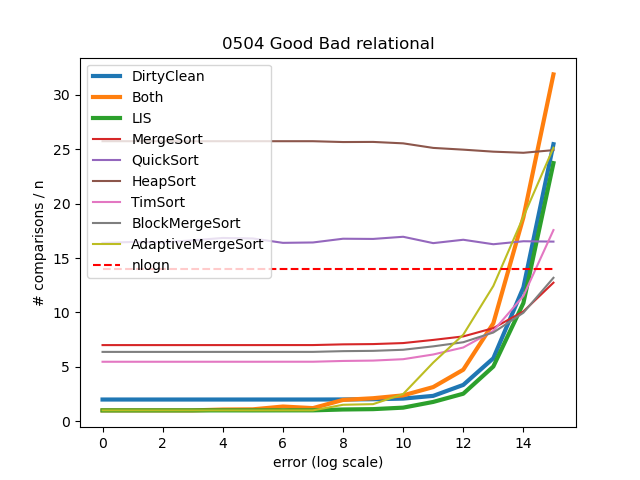 0504 Good Bad relational
DirtyClean
Both
LIS
MergeSort
QuickSort
HeapSort
TimSort
BlockMergeSort
AdaptiveMergeSort
nlogn
# comparisons / n
30
25
20
15
10
5
0
0 2 4 6 8 10 12 14
error (log scale)